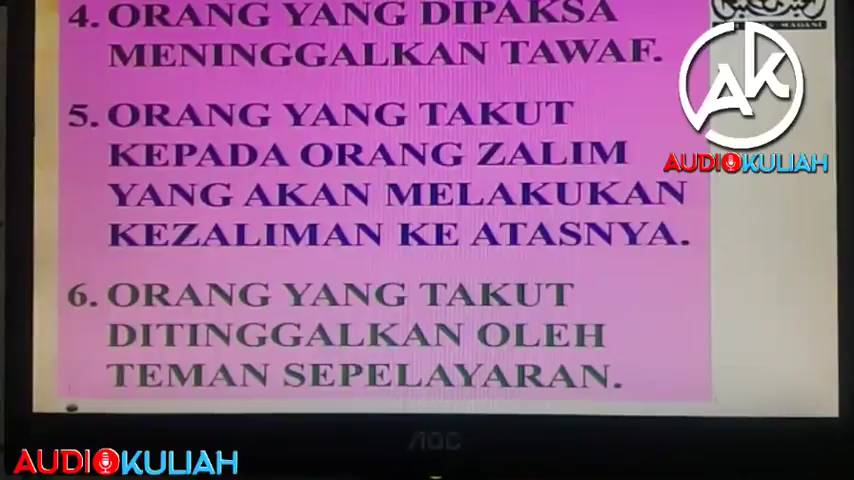 4. ORANG YANG DIPAKSA
MENINGGALKAN TAWAF.
5. ORANG YANG TAKUT
KEPADA ORANG ZALIM
YANG AKAN MELAKUKAN
KEZALIMAN KE ATASNYA.
6. ORANG YANG TAKUT
DITINGGALKAN OLEH
TEMAN SEPELAYARAN.
AK
AUDIOKULIAH
AOC
AUDIOKULIAH